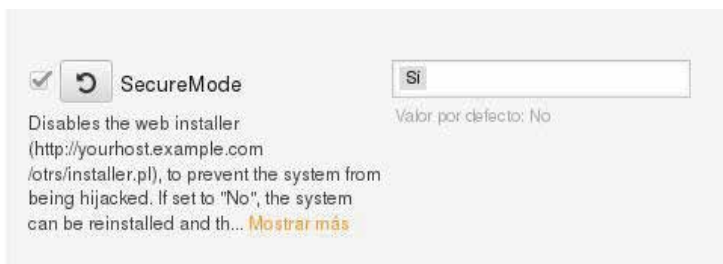 SecureMode
Disables the web installer
(http://yourhost.example.com
/otrs/installer.pl), to prevent the system from
being hijacked. If set to "No", the system
can be reinstalled and th... Mostrar más
Sí
Valor por defecto: No